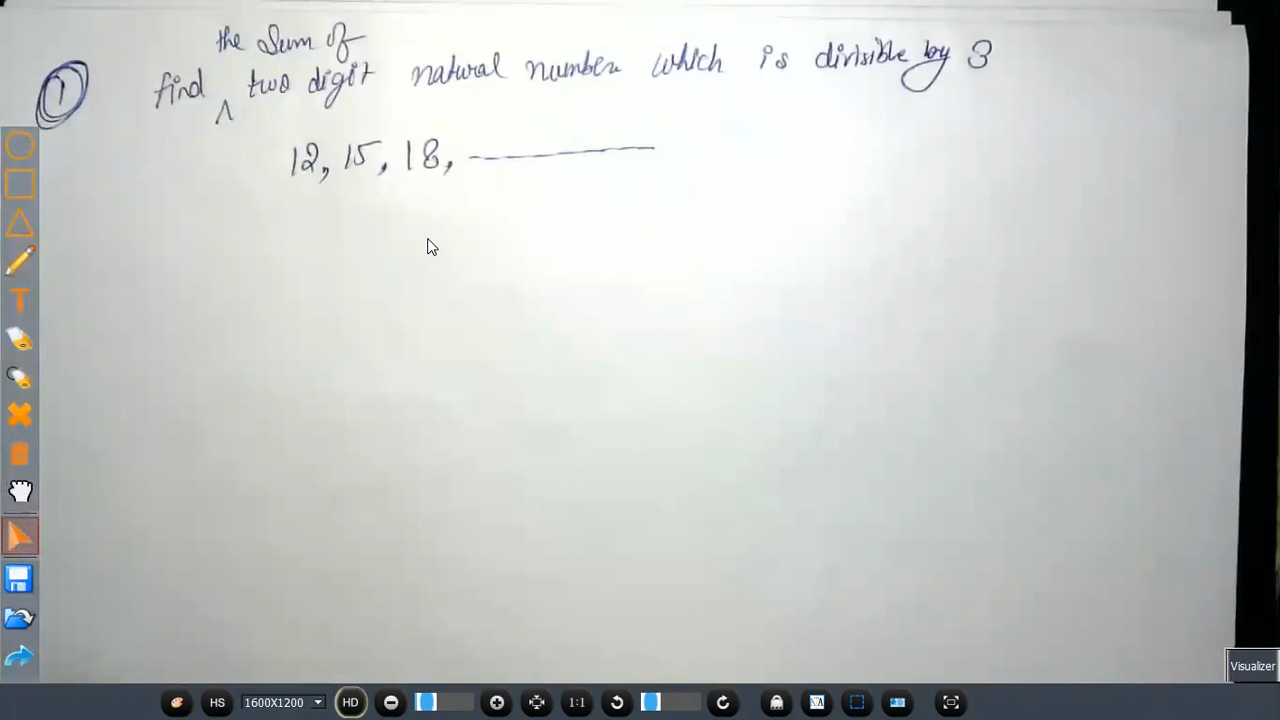 the Sum of
① find ^ two digit natural number which is divisible by 3
12, 15, 18, ————
T
Visualizer
HS 1600X1200 HD 1:1